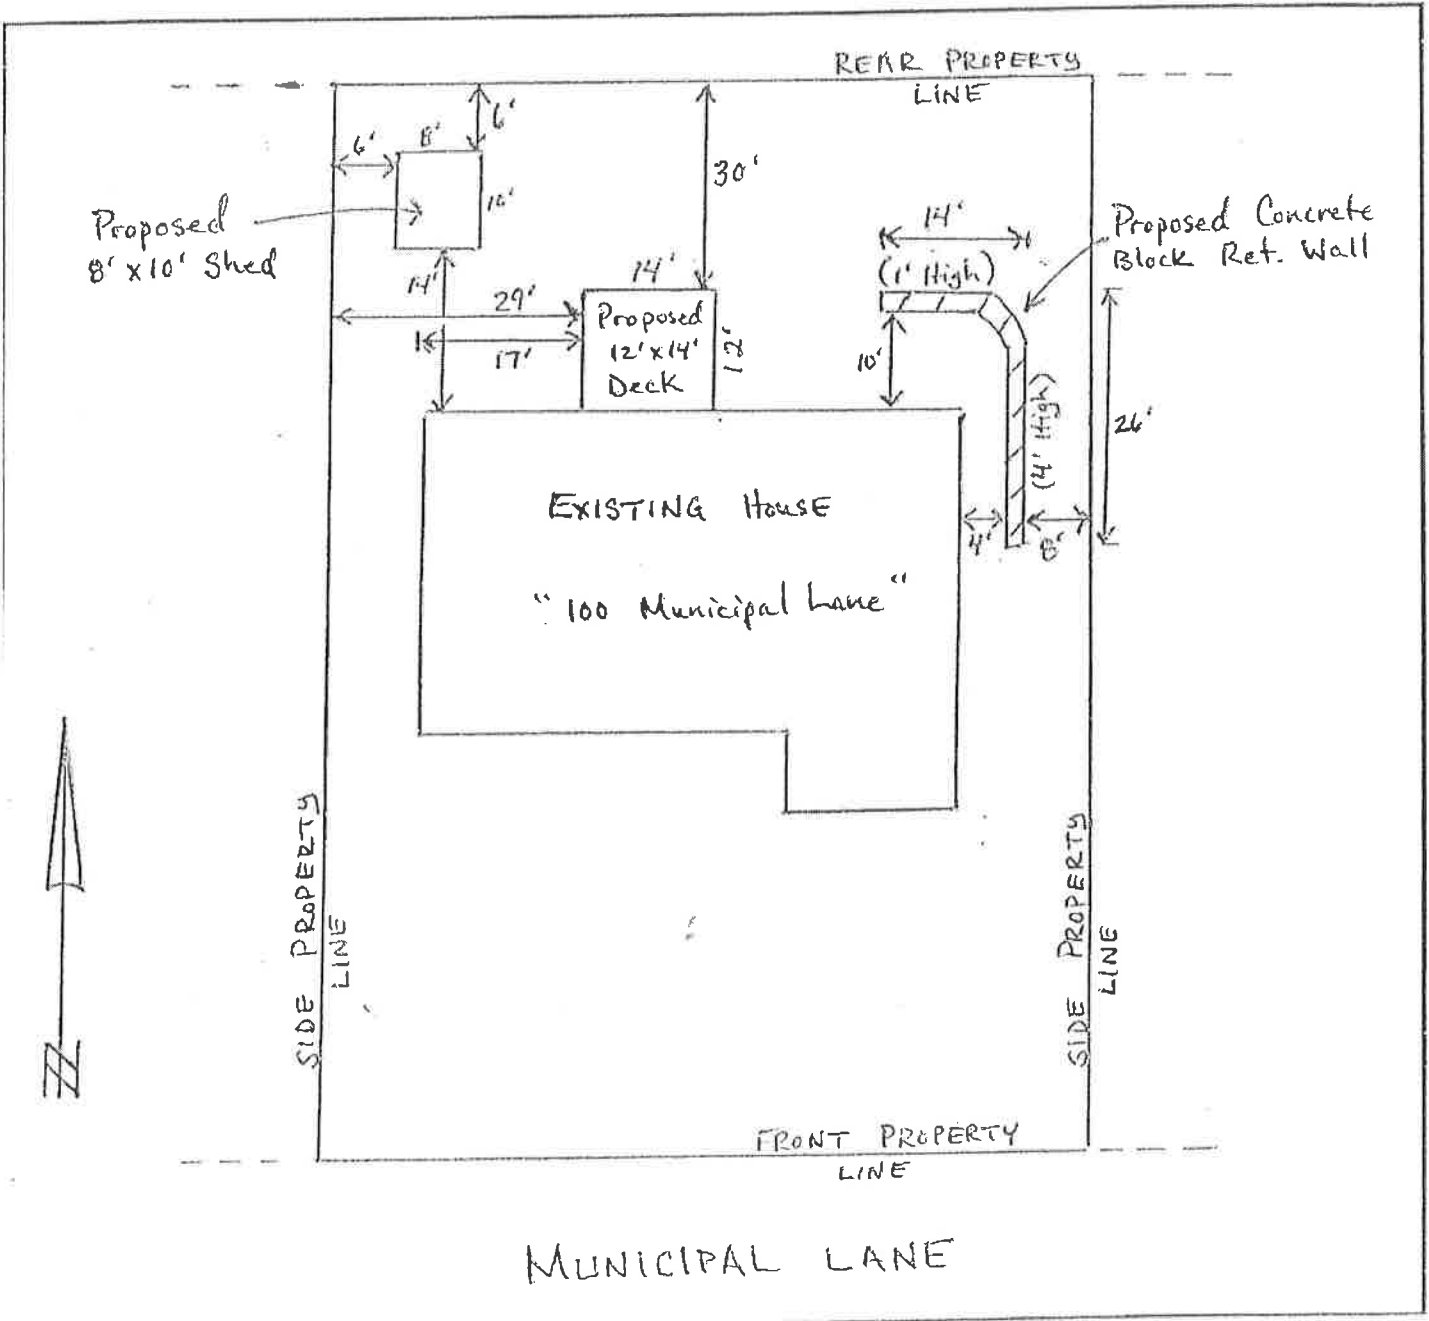 REAR PROPERTY
LINE
6'
8'
6'
10'
30'
Proposed
8' x 10' Shed
14'
29'
17'
14'
Proposed
12' x 14'
Deck
12'
14'
(1' High)
Proposed Concrete
Block Ret. Wall
10'
(4' High)
26'
4'
8'
EXISTING HOUSE
"100 Municipal Lane"
SIDE PROPERTY
LINE
SIDE PROPERTY
LINE
N
FRONT PROPERTY
LINE
MUNICIPAL LANE